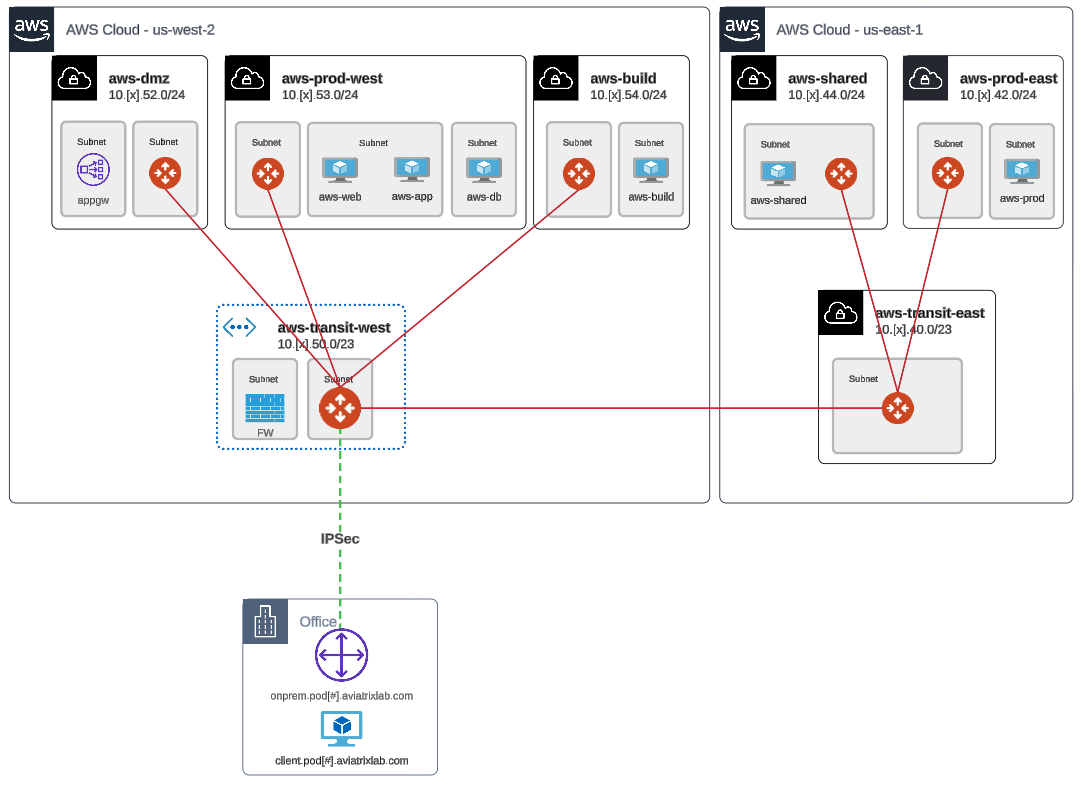 aws
AWS Cloud - us-west-2
aws-dmz
10.[x].52.0/24
Subnet
appgw
Subnet
aws-prod-west
10.[x].53.0/24
Subnet
Subnet
aws-web
aws-app
Subnet
aws-db
aws-build
10.[x].54.0/24
Subnet
Subnet
aws-build
aws-transit-west
10.[x].50.0/23
Subnet
FW
Subnet
aws
AWS Cloud - us-east-1
aws-shared
10.[x].44.0/24
Subnet
aws-shared
aws-prod-east
10.[x].42.0/24
Subnet
Subnet
aws-prod
aws-transit-east
10.[x].40.0/23
Subnet
IPSec
Office
onprem.pod[#].aviatrixlab.com
client.pod[#].aviatrixlab.com